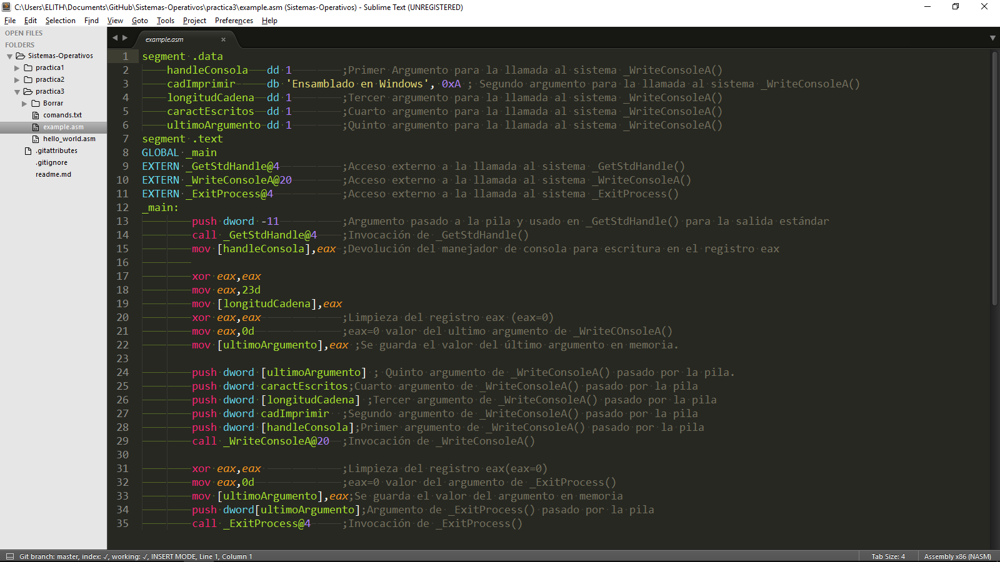 C:\Users\ELITH\Documents\GitHub\Sistemas-Operativos\practica3\example.asm (Sistemas-Operativos) - Sublime Text (UNREGISTERED)
File Edit Selection Find View Goto Tools Project Preferences Help
OPEN FILES
FOLDERS
Sistemas-Operativos
practica1
practica2
practica3
Borrar
comands.txt
example.asm
hello_world.asm
.gitattributes
.gitignore
readme.md
example.asm ×
1 segment .data
2 handleConsola dd 1 ;Primer Argumento para la llamada al sistema _WriteConsoleA()
3 cadImprimir db 'Ensamblado en Windows', 0xA ; Segundo argumento para la llamada al sistema _WriteConsoleA()
4 longitudCadena dd 1 ;Tercer argumento para la llamada al sistema _WriteConsoleA()
5 caractEscritos dd 1 ;Cuarto argumento para la llamada al sistema _WriteConsoleA()
6 ultimoArgumento dd 1 ;Quinto argumento para la llamada al sistema _WriteConsoleA()
7 segment .text
8 GLOBAL _main
9 EXTERN _GetStdHandle@4 ;Acceso externo a la llamada al sistema _GetStdHandle()
10 EXTERN _WriteConsoleA@20 ;Acceso externo a la llamada al sistema _WriteConsoleA()
11 EXTERN _ExitProcess@4 ;Acceso externo a la llamada al sistema _ExitProcess()
12 _main:
13 push dword -11 ;Argumento pasado a la pila y usado en _GetStdHandle() para la salida estándar
14 call _GetStdHandle@4 ;Invocación de _GetStdHandle()
15 mov [handleConsola],eax ;Devolución del manejador de consola para escritura en el registro eax
16
17 xor eax,eax
18 mov eax,23d
19 mov [longitudCadena],eax
20 xor eax,eax ;Limpieza del registro eax (eax=0)
21 mov eax,0d ;eax=0 valor del ultimo argumento de _WriteCOnsoleA()
22 mov [ultimoArgumento],eax ;Se guarda el valor del último argumento en memoria.
23
24 push dword [ultimoArgumento] ; Quinto argumento de _WriteConsoleA() pasado por la pila.
25 push dword caractEscritos;Cuarto argumento de _WriteConsoleA() pasado por la pila
26 push dword [longitudCadena] ;Tercer argumento de _WriteConsoleA() pasado por la pila
27 push dword cadImprimir ;Segundo argumento de _WriteConsoleA() pasado por la pila
28 push dword [handleConsola];Primer argumento de _WriteConsoleA() pasado por la pila
29 call _WriteConsoleA@20 ;Invocación de _WriteConsoleA()
30
31 xor eax,eax ;Limpieza del registro eax(eax=0)
32 mov eax,0d ;eax=0 valor del argumento de _ExitProcess()
33 mov [ultimoArgumento],eax;Se guarda el valor del argumento en memoria
34 push dword[ultimoArgumento];Argumento de _ExitProcess() pasado por la pila
35 call _ExitProcess@4 ;Invocación de _ExitProcess()
Git branch: master, index: ✓, working: ✓, INSERT MODE, Line 1, Column 1 Tab Size: 4 Assembly x86 (NASM)